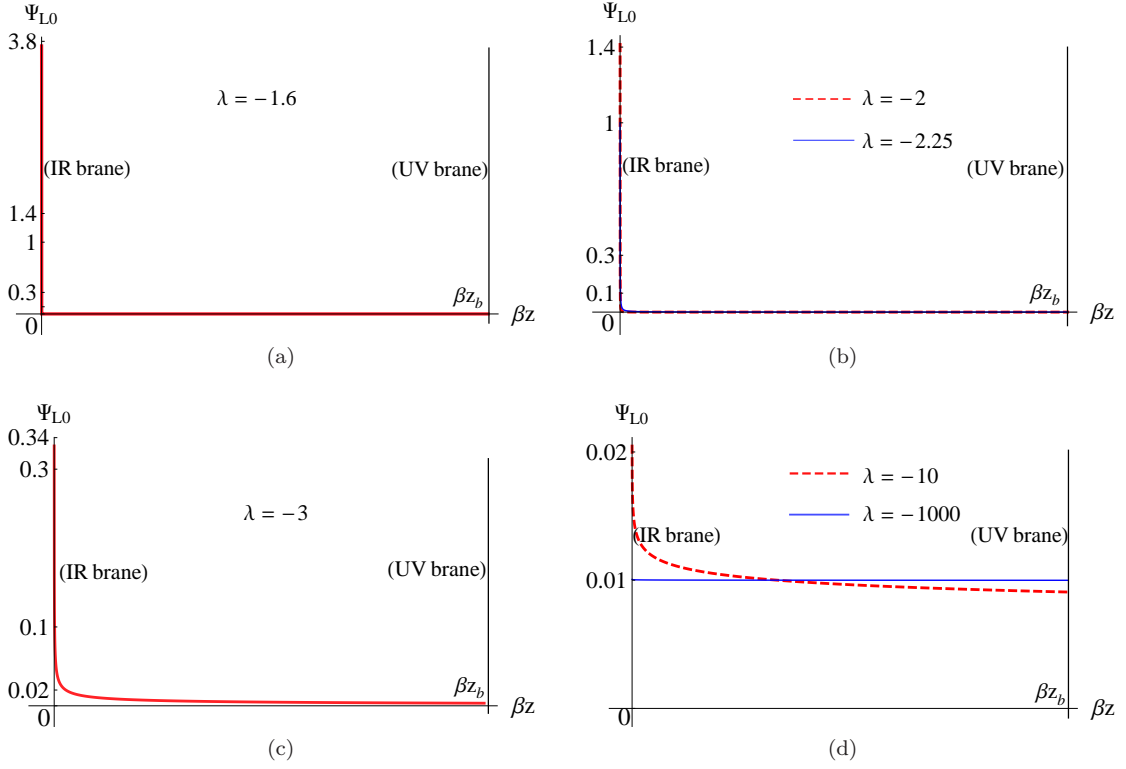 Ψ_L0
3.8
λ = −1.6
(IR brane)
(UV brane)
1.4
1
0.3
βz_b
0
βz
(a)
Ψ_L0
1.4
λ = −2
1
λ = −2.25
(IR brane)
(UV brane)
0.3
0.1
βz_b
0
βz
(b)
Ψ_L0
0.34
0.3
λ = −3
(IR brane)
(UV brane)
0.1
0.02
βz_b
0
βz
(c)
Ψ_L0
0.02
λ = −10
λ = −1000
(IR brane)
(UV brane)
0.01
βz_b
0
βz
(d)